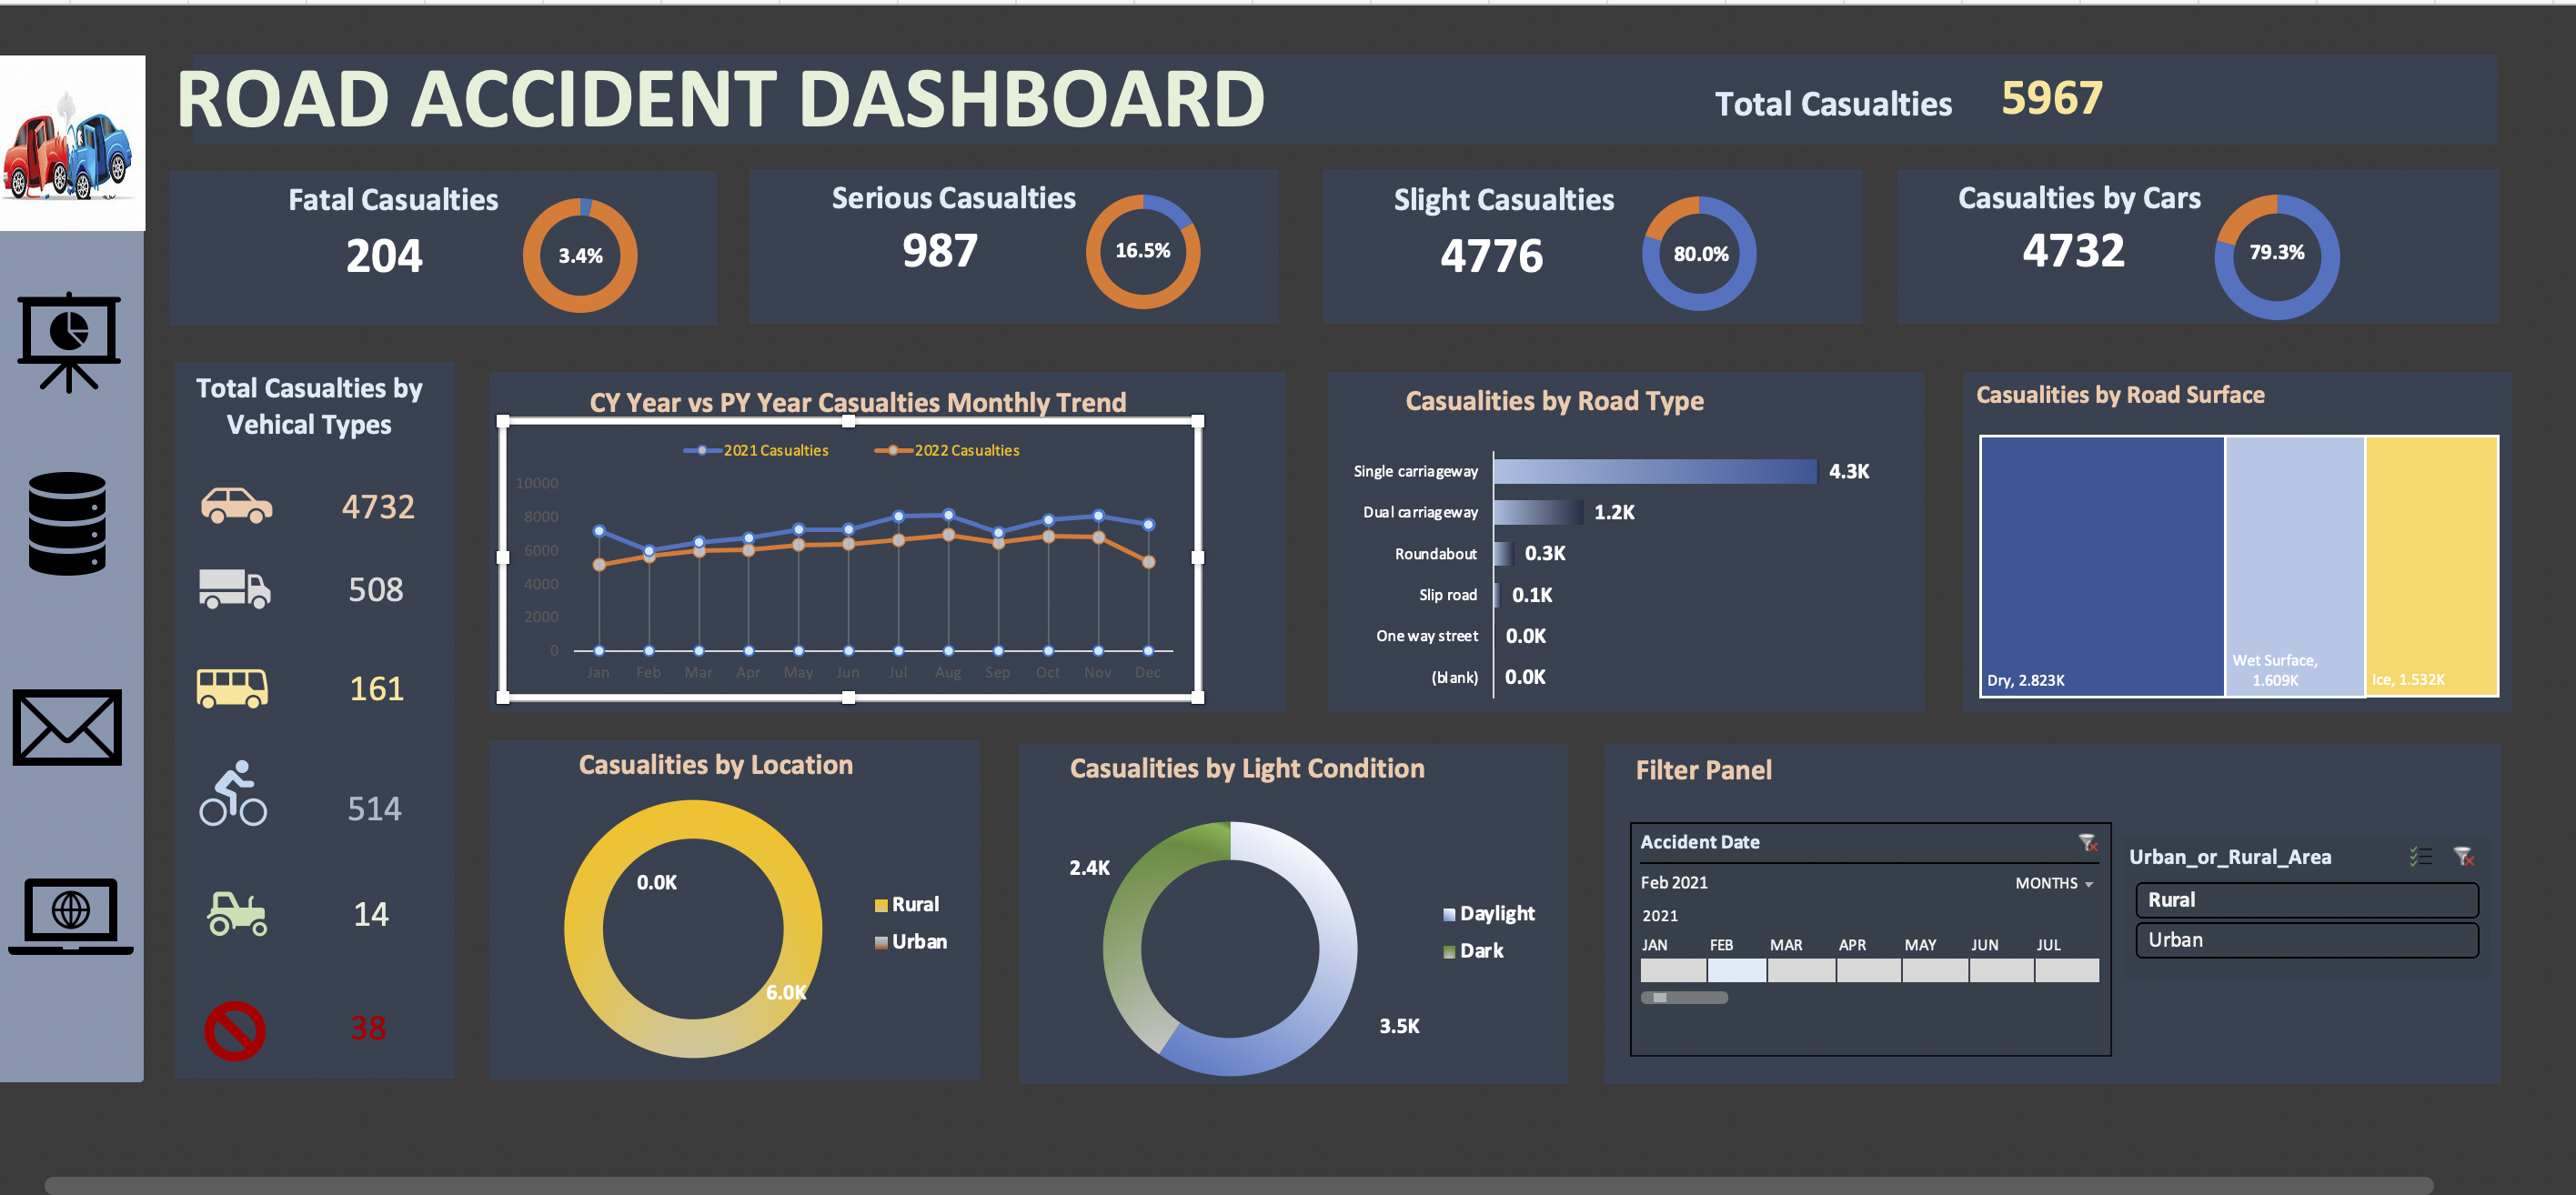 ROAD ACCIDENT DASHBOARD
Total Casualties 5967
Fatal Casualties
204
3.4%
Serious Casualties
987
16.5%
Slight Casualties
4776
80.0%
Casualties by Cars
4732
79.3%
Total Casualties by
Vehical Types
4732
508
161
514
14
38
CY Year vs PY Year Casualties Monthly Trend
2021 Casualties 2022 Casualties
10000
8000
6000
4000
2000
0
Jan Feb Mar Apr May Jun Jul Aug Sep Oct Nov Dec
Casualities by Road Type
Single carriageway 4.3K
Dual carriageway 1.2K
Roundabout 0.3K
Slip road 0.1K
One way street 0.0K
(blank) 0.0K
Casualities by Road Surface
Dry, 2.823K
Wet Surface,
1.609K
Ice, 1.532K
Casualities by Location
0.0K
6.0K
Rural
Urban
Casualities by Light Condition
2.4K
3.5K
Daylight
Dark
Filter Panel
Accident Date
Feb 2021 MONTHS
2021
JAN FEB MAR APR MAY JUN JUL
Urban_or_Rural_Area
Rural
Urban